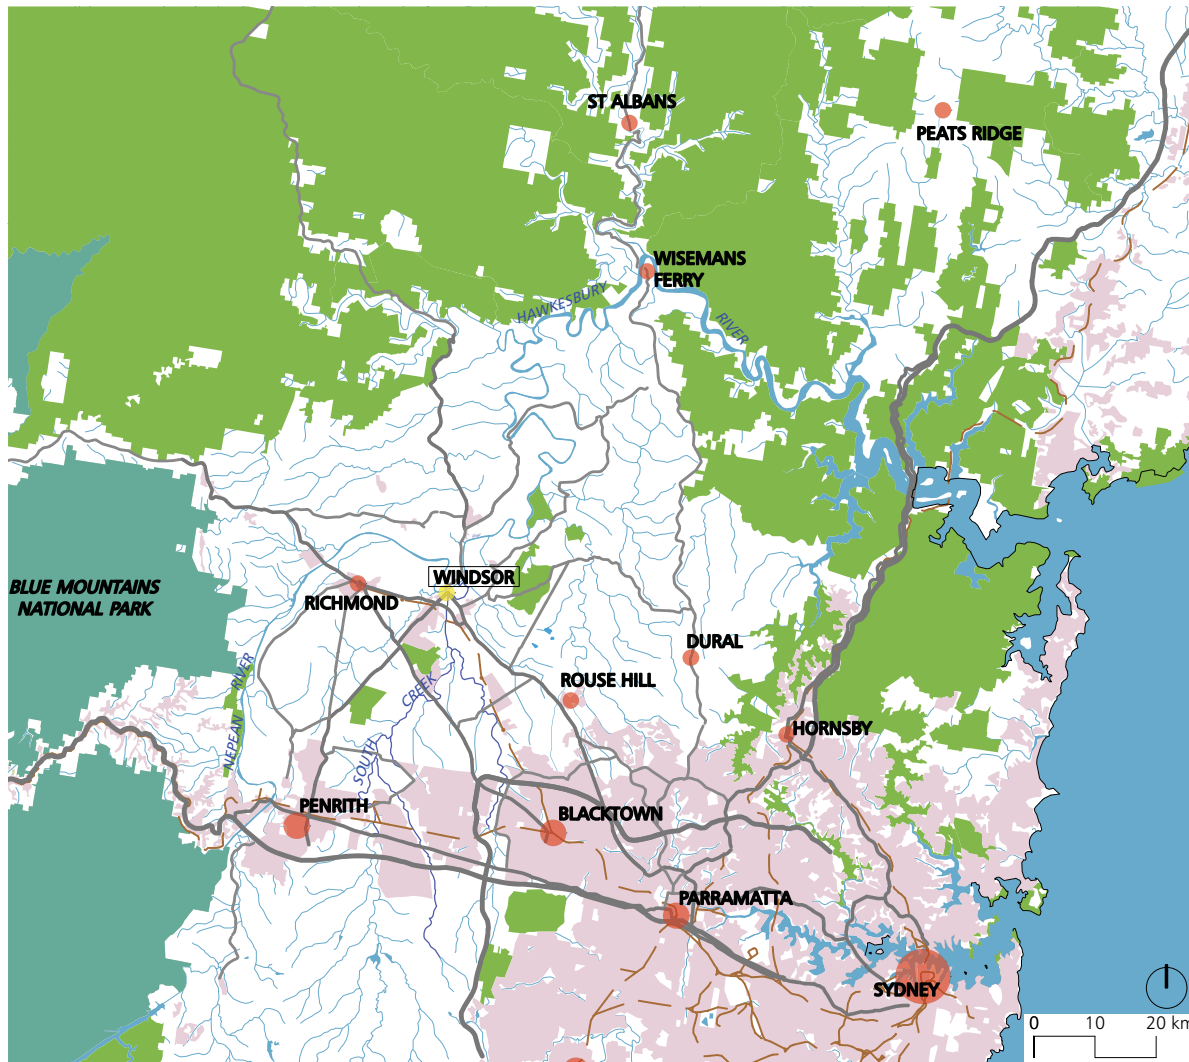 ST ALBANS
PEATS RIDGE
WISEMANS
FERRY
HAWKESBURY
RIVER
BLUE MOUNTAINS
NATIONAL PARK
WINDSOR
RICHMOND
DURAL
ROUSE HILL
NEPEAN RIVER
SOUTH CREEK
HORNSBY
PENRITH
BLACKTOWN
PARRAMATTA
SYDNEY
0 10 20 km